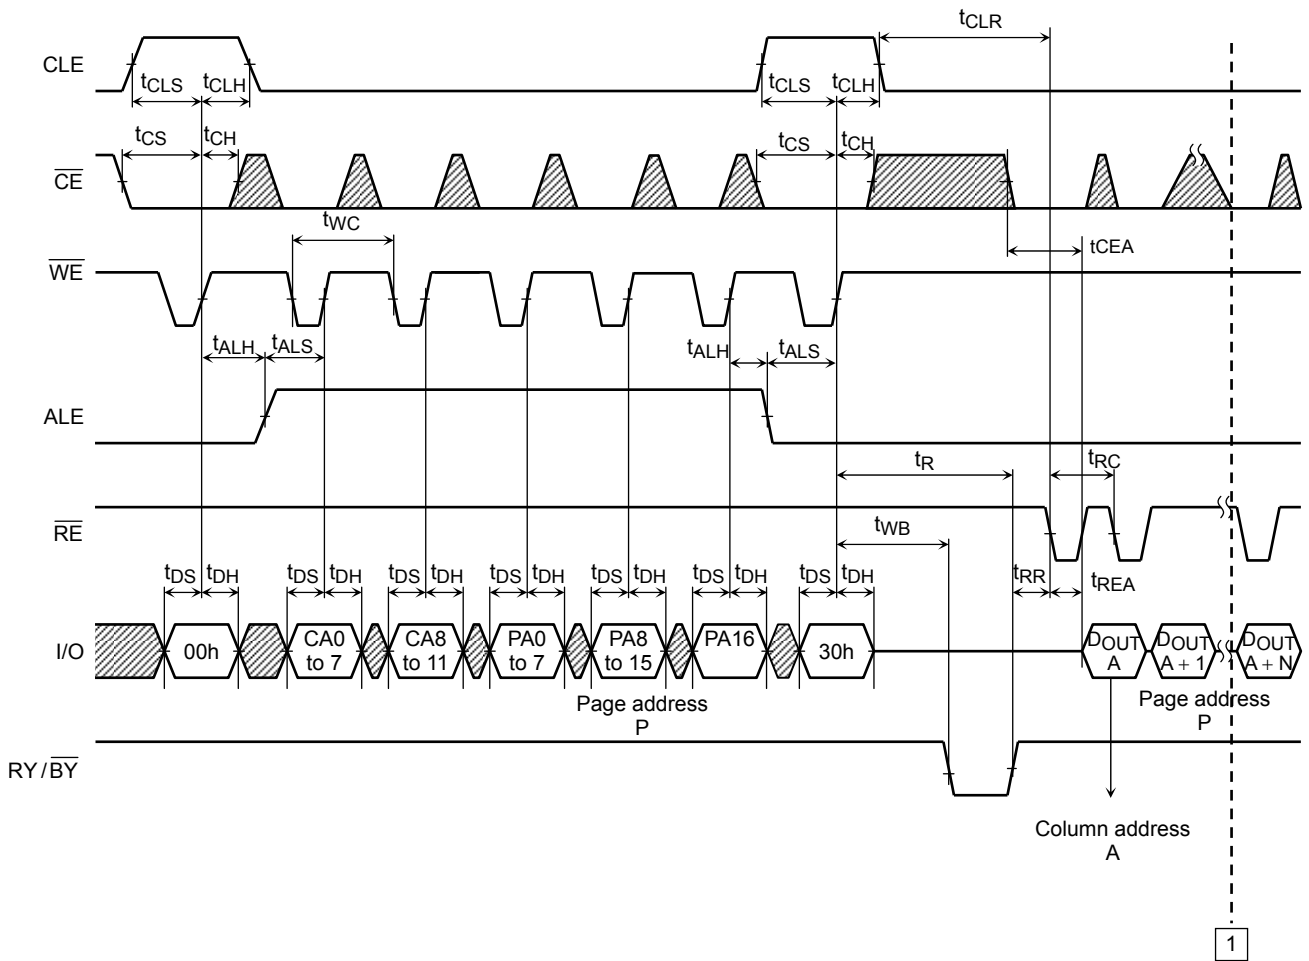 tCLR
CLE
tCLS tCLH tCLS tCLH
tCS tCH tCS tCH
CE
tWC
tCEA
WE
tALH tALS tALH tALS
ALE
tR tRC
RE
tWB
tDS tDH tDS tDH tDS tDH tDS tDH tDS tDH tDS tDH tDS tDH tRR tREA
I/O 00h CA0 to 7 CA8 to 11 PA0 to 7 PA8 to 15 PA16 30h DOUT A DOUT A + 1 DOUT A + N
Page address
P
Page address
P
RY/BY
Column address
A
1